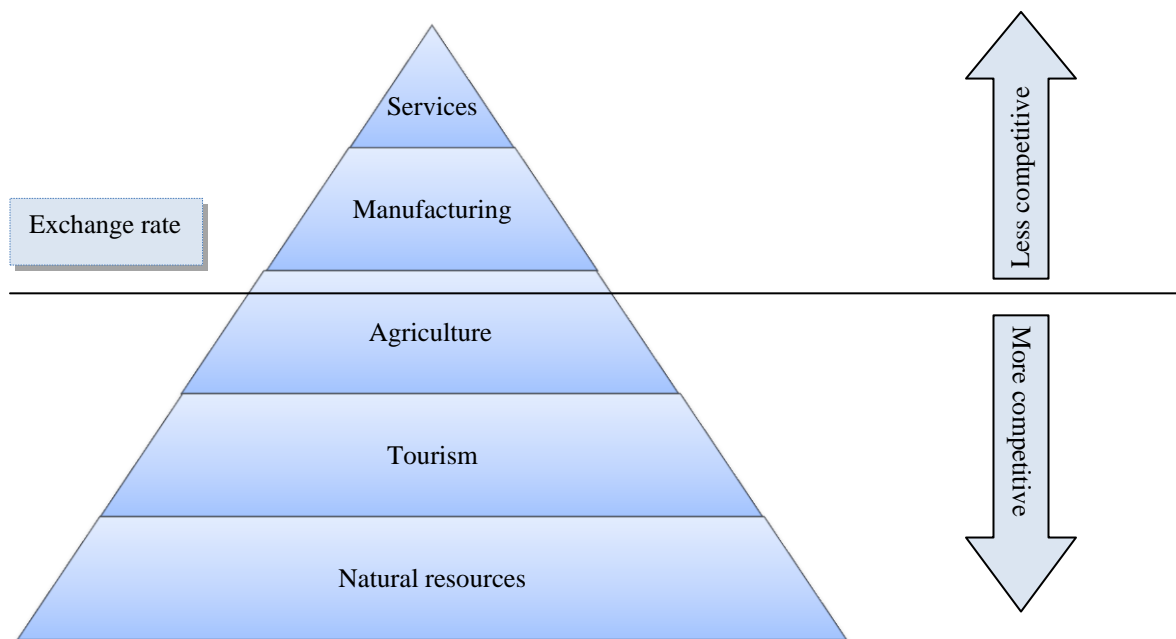 Services
Manufacturing
Exchange rate
Agriculture
Tourism
Natural resources
Less competitive
More competitive